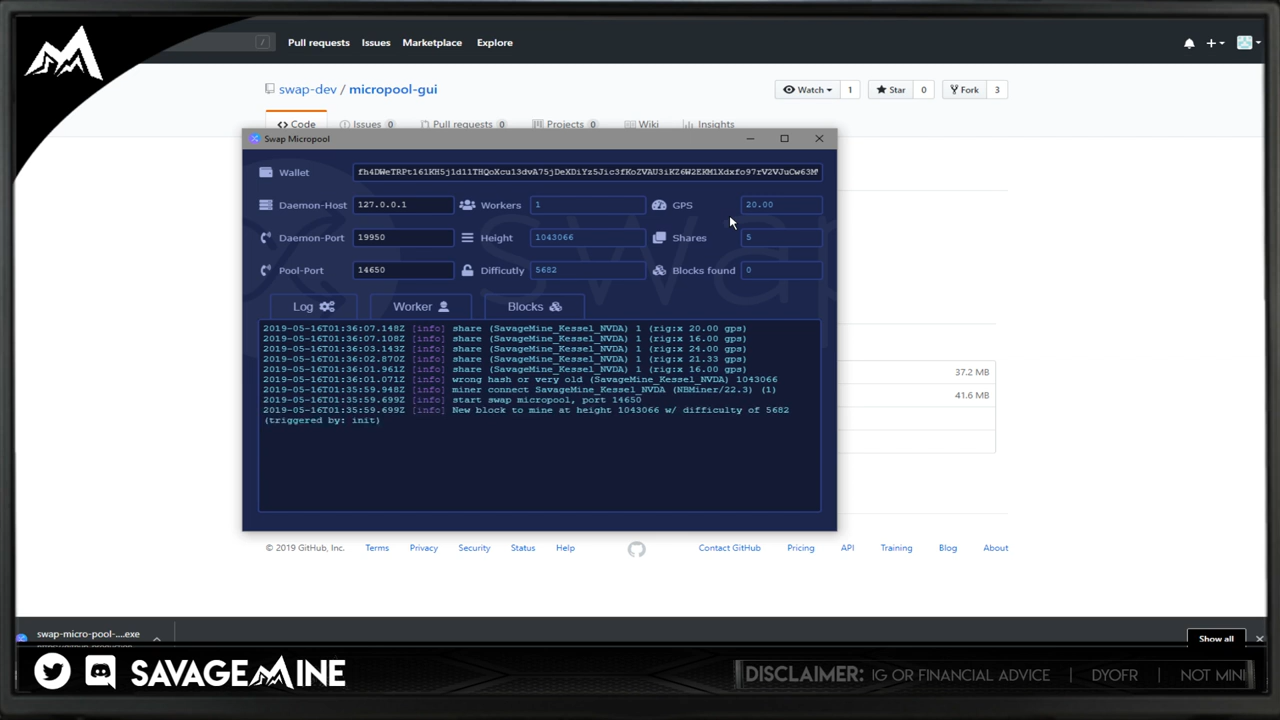 /
Pull requests Issues Marketplace Explore
swap-dev / micropool-gui
Watch 1 Star 0 Fork 3
Code Issues 0 Pull requests 0 Projects 0 Wiki Insights
Swap Micropool
Wallet
Daemon-Host 127.0.0.1 Workers 1 GPS 20.00
Daemon-Port 19950 Height 1043066 Shares 5
Pool-Port 14650 Difficutly 5682 Blocks found 0
Log Worker Blocks
2019-05-16T01:36:07.148Z [info] share (SavageMine_Kessel_NVDA) 1 (rig:x 20.00 gps)
2019-05-16T01:36:07.108Z [info] share (SavageMine_Kessel_NVDA) 1 (rig:x 16.00 gps)
2019-05-16T01:36:03.143Z [info] share (SavageMine_Kessel_NVDA) 1 (rig:x 24.00 gps)
2019-05-16T01:36:02.870Z [info] share (SavageMine_Kessel_NVDA) 1 (rig:x 21.33 gps)
2019-05-16T01:36:01.961Z [info] share (SavageMine_Kessel_NVDA) 1 (rig:x 16.00 gps)
2019-05-16T01:36:01.071Z [info] wrong hash or very old (SavageMine_Kessel_NVDA) 1043066
2019-05-16T01:35:59.948Z [info] miner connect SavageMine_Kessel_NVDA (NBMiner/22.3) (1)
2019-05-16T01:35:59.699Z [info] start swap micropool, port 14650
2019-05-16T01:35:59.699Z [info] New block to mine at height 1043066 w/ difficulty of 5682
(triggered by: init)
37.2 MB
41.6 MB
© 2019 GitHub, Inc. Terms Privacy Security Status Help Contact GitHub Pricing API Training Blog About
swap-micro-pool-....exe
Show all
SAVAGEMINE
DISCLAIMER: IG OR FINANCIAL ADVICE | DYOFR | NOT MINI